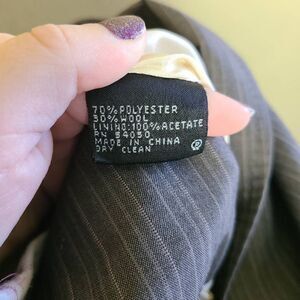 70% POLYESTER
30% WOOL
LINING: 100% ACETATE
RN 54050
MADE IN CHINA
DRY CLEAN